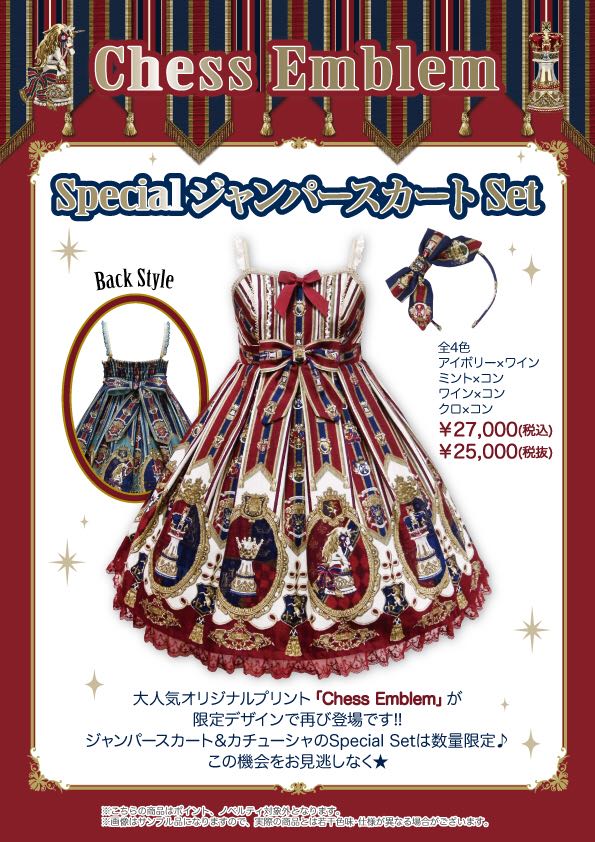 Chess Emblem
Special ジャンパースカート Set
Back Style
全4色
アイボリー×ワイン
ミント×コン
ワイン×コン
クロ×コン
￥27,000(税込)
￥25,000(税抜)
大人気オリジナルプリント「Chess Emblem」が
限定デザインで再び登場です!!
ジャンパースカート&カチューシャのSpecial Setは数量限定♪
この機会をお見逃しなく★
※こちらの商品はポイント、ノベルティ対象外となります。
※画像はサンプル品になりますので、実際の商品とは若干色味・仕様が異なる場合がございます。